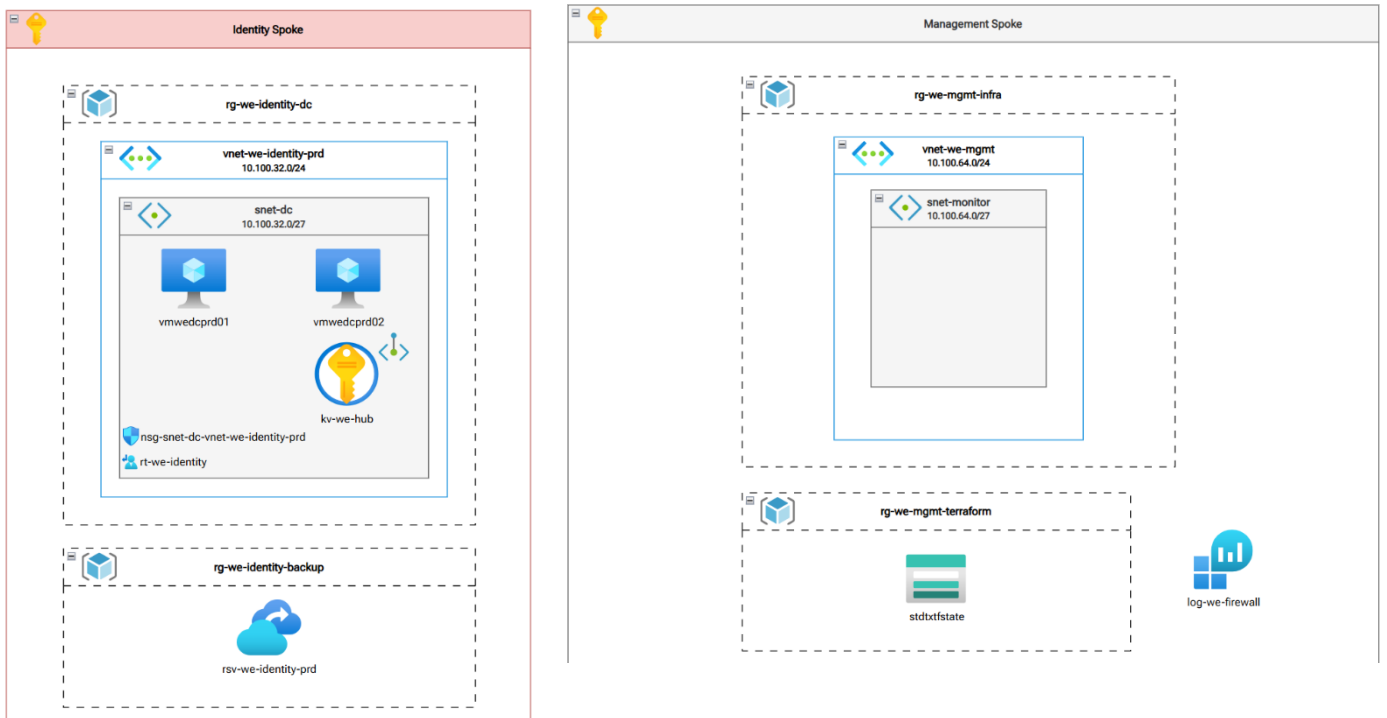 Identity Spoke
rg-we-identity-dc
vnet-we-identity-prd
10.100.32.0/24
snet-dc
10.100.32.0/27
vmwedcprd01
vmwedcprd02
kv-we-hub
nsg-snet-dc-vnet-we-identity-prd
rt-we-identity
rg-we-identity-backup
rsv-we-identity-prd
Management Spoke
rg-we-mgmt-infra
vnet-we-mgmt
10.100.64.0/24
snet-monitor
10.100.64.0/27
rg-we-mgmt-terraform
stdtxtfstate
log-we-firewall